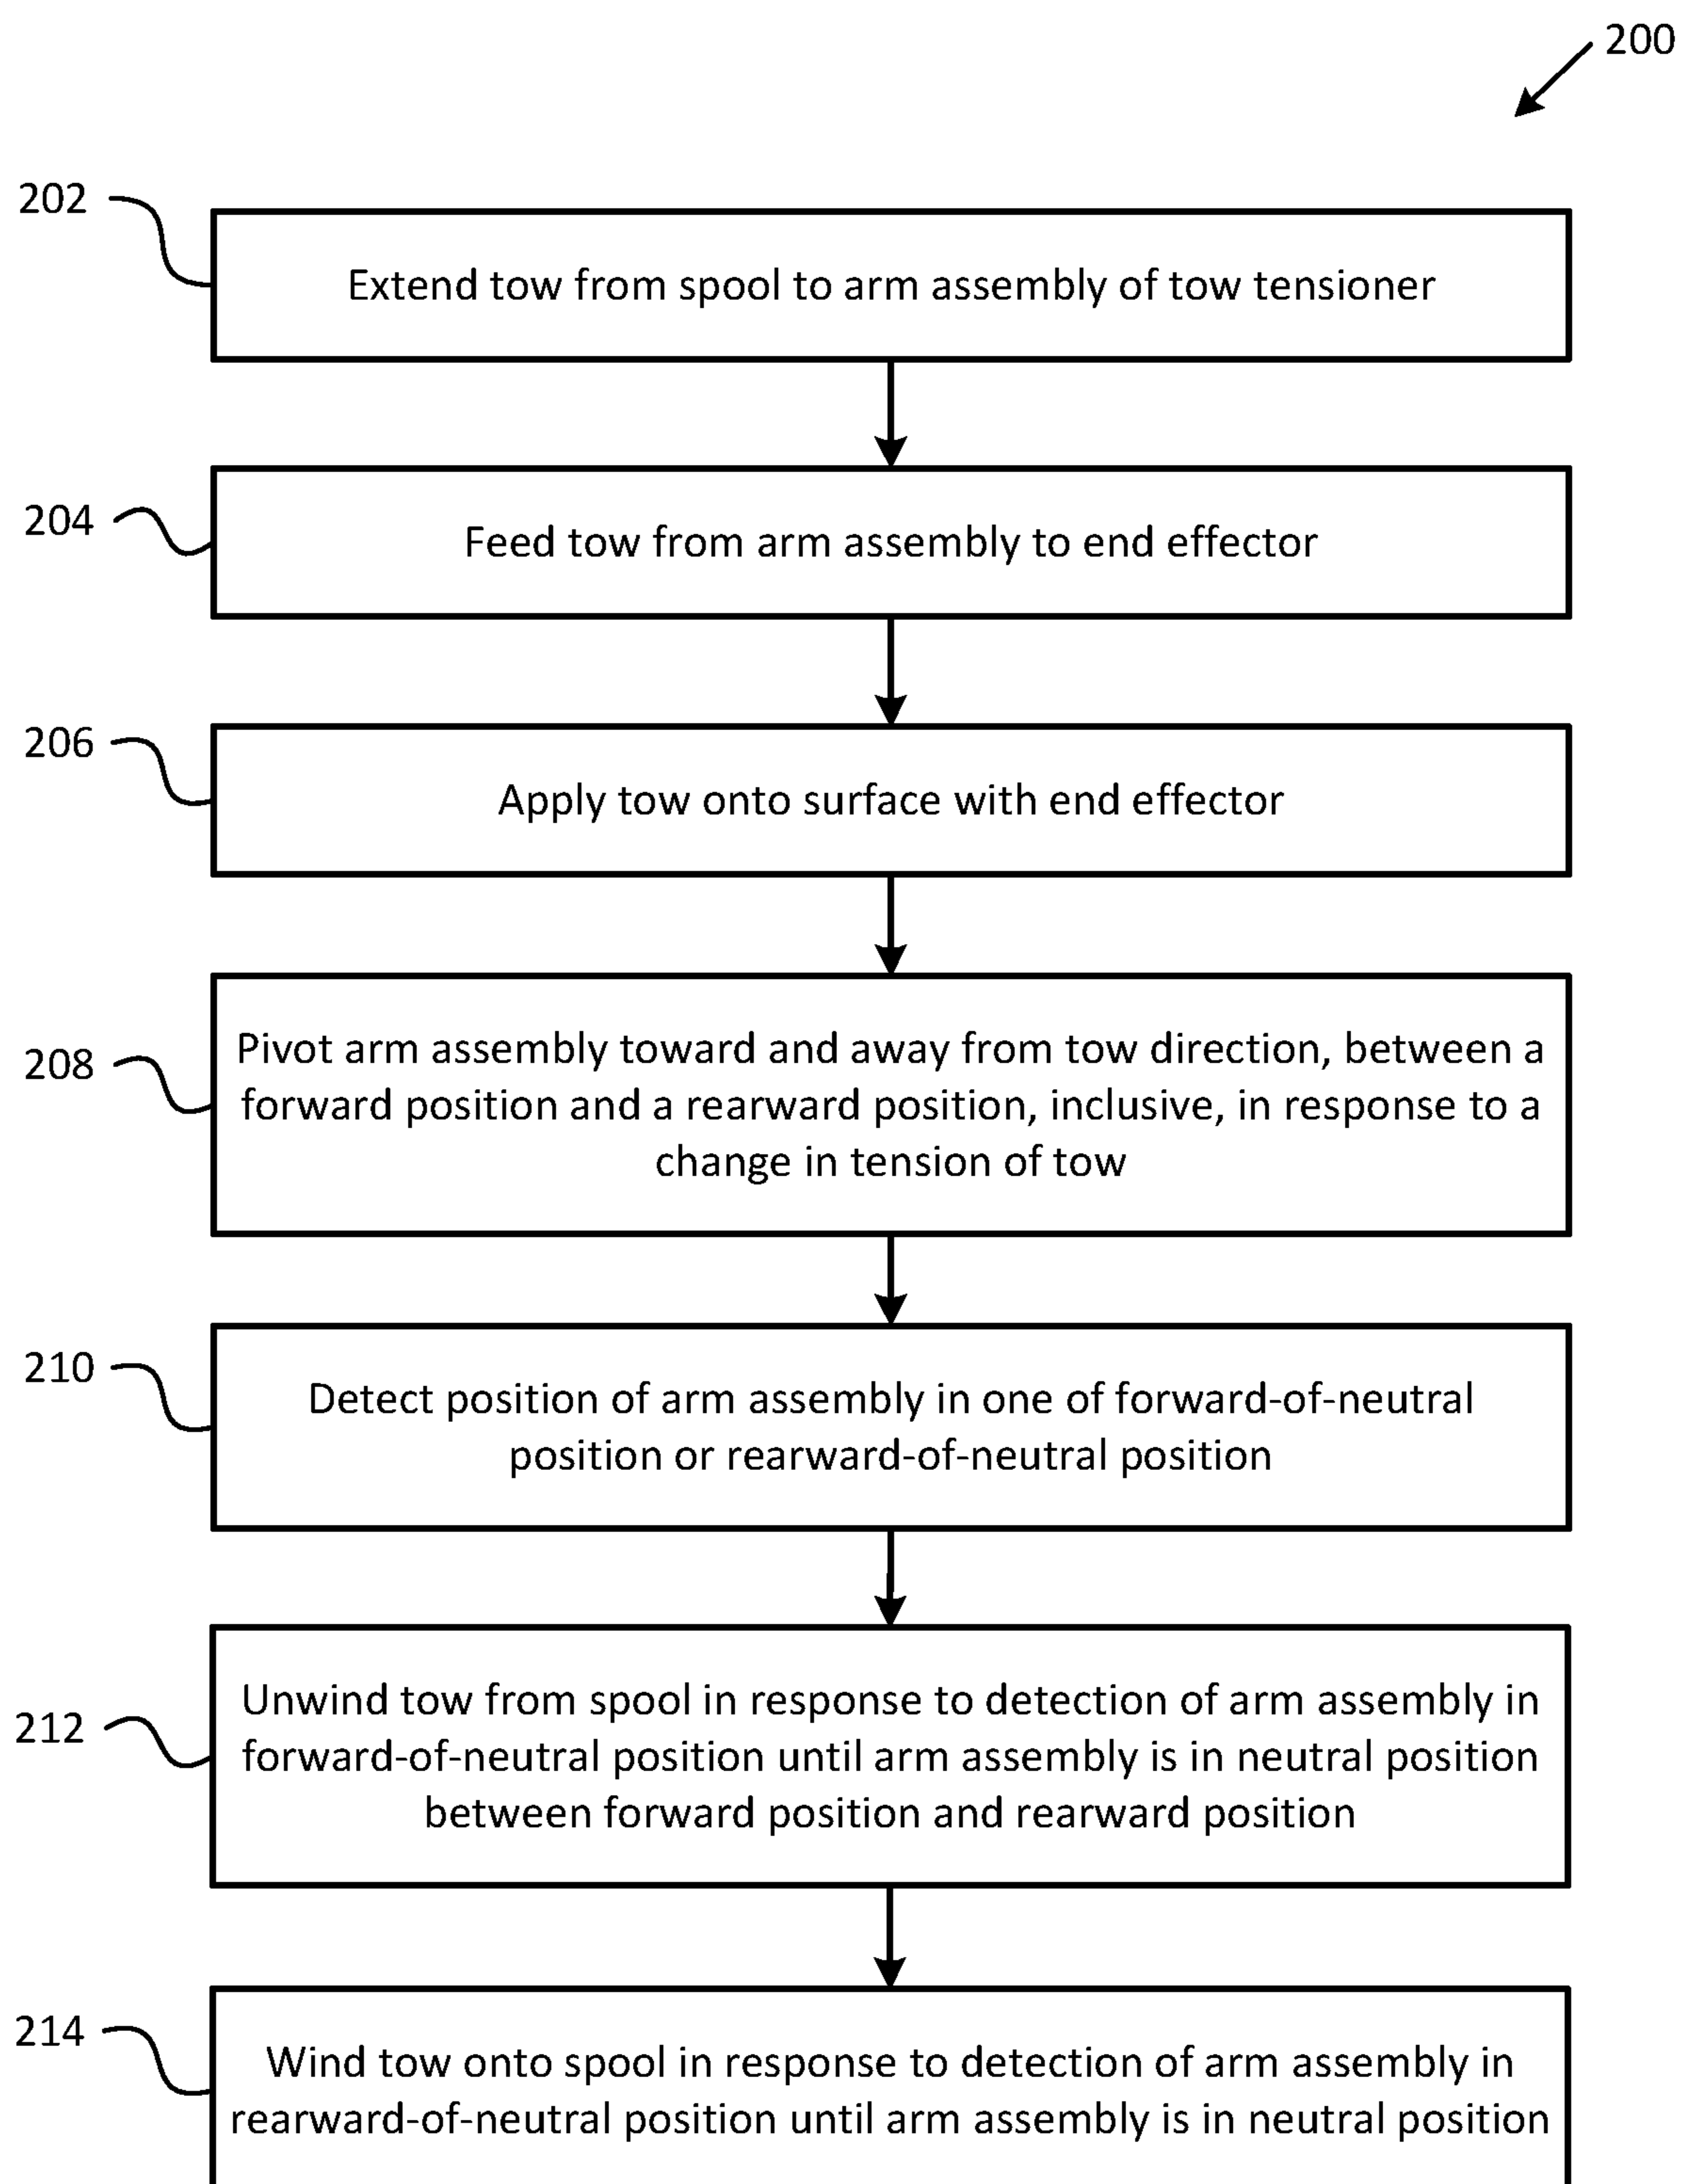 200
202
Extend tow from spool to arm assembly of tow tensioner
204
Feed tow from arm assembly to end effector
206
Apply tow onto surface with end effector
208
Pivot arm assembly toward and away from tow direction, between a
forward position and a rearward position, inclusive, in response to a
change in tension of tow
210
Detect position of arm assembly in one of forward-of-neutral
position or rearward-of-neutral position
212
Unwind tow from spool in response to detection of arm assembly in
forward-of-neutral position until arm assembly is in neutral position
between forward position and rearward position
214
Wind tow onto spool in response to detection of arm assembly in
rearward-of-neutral position until arm assembly is in neutral position